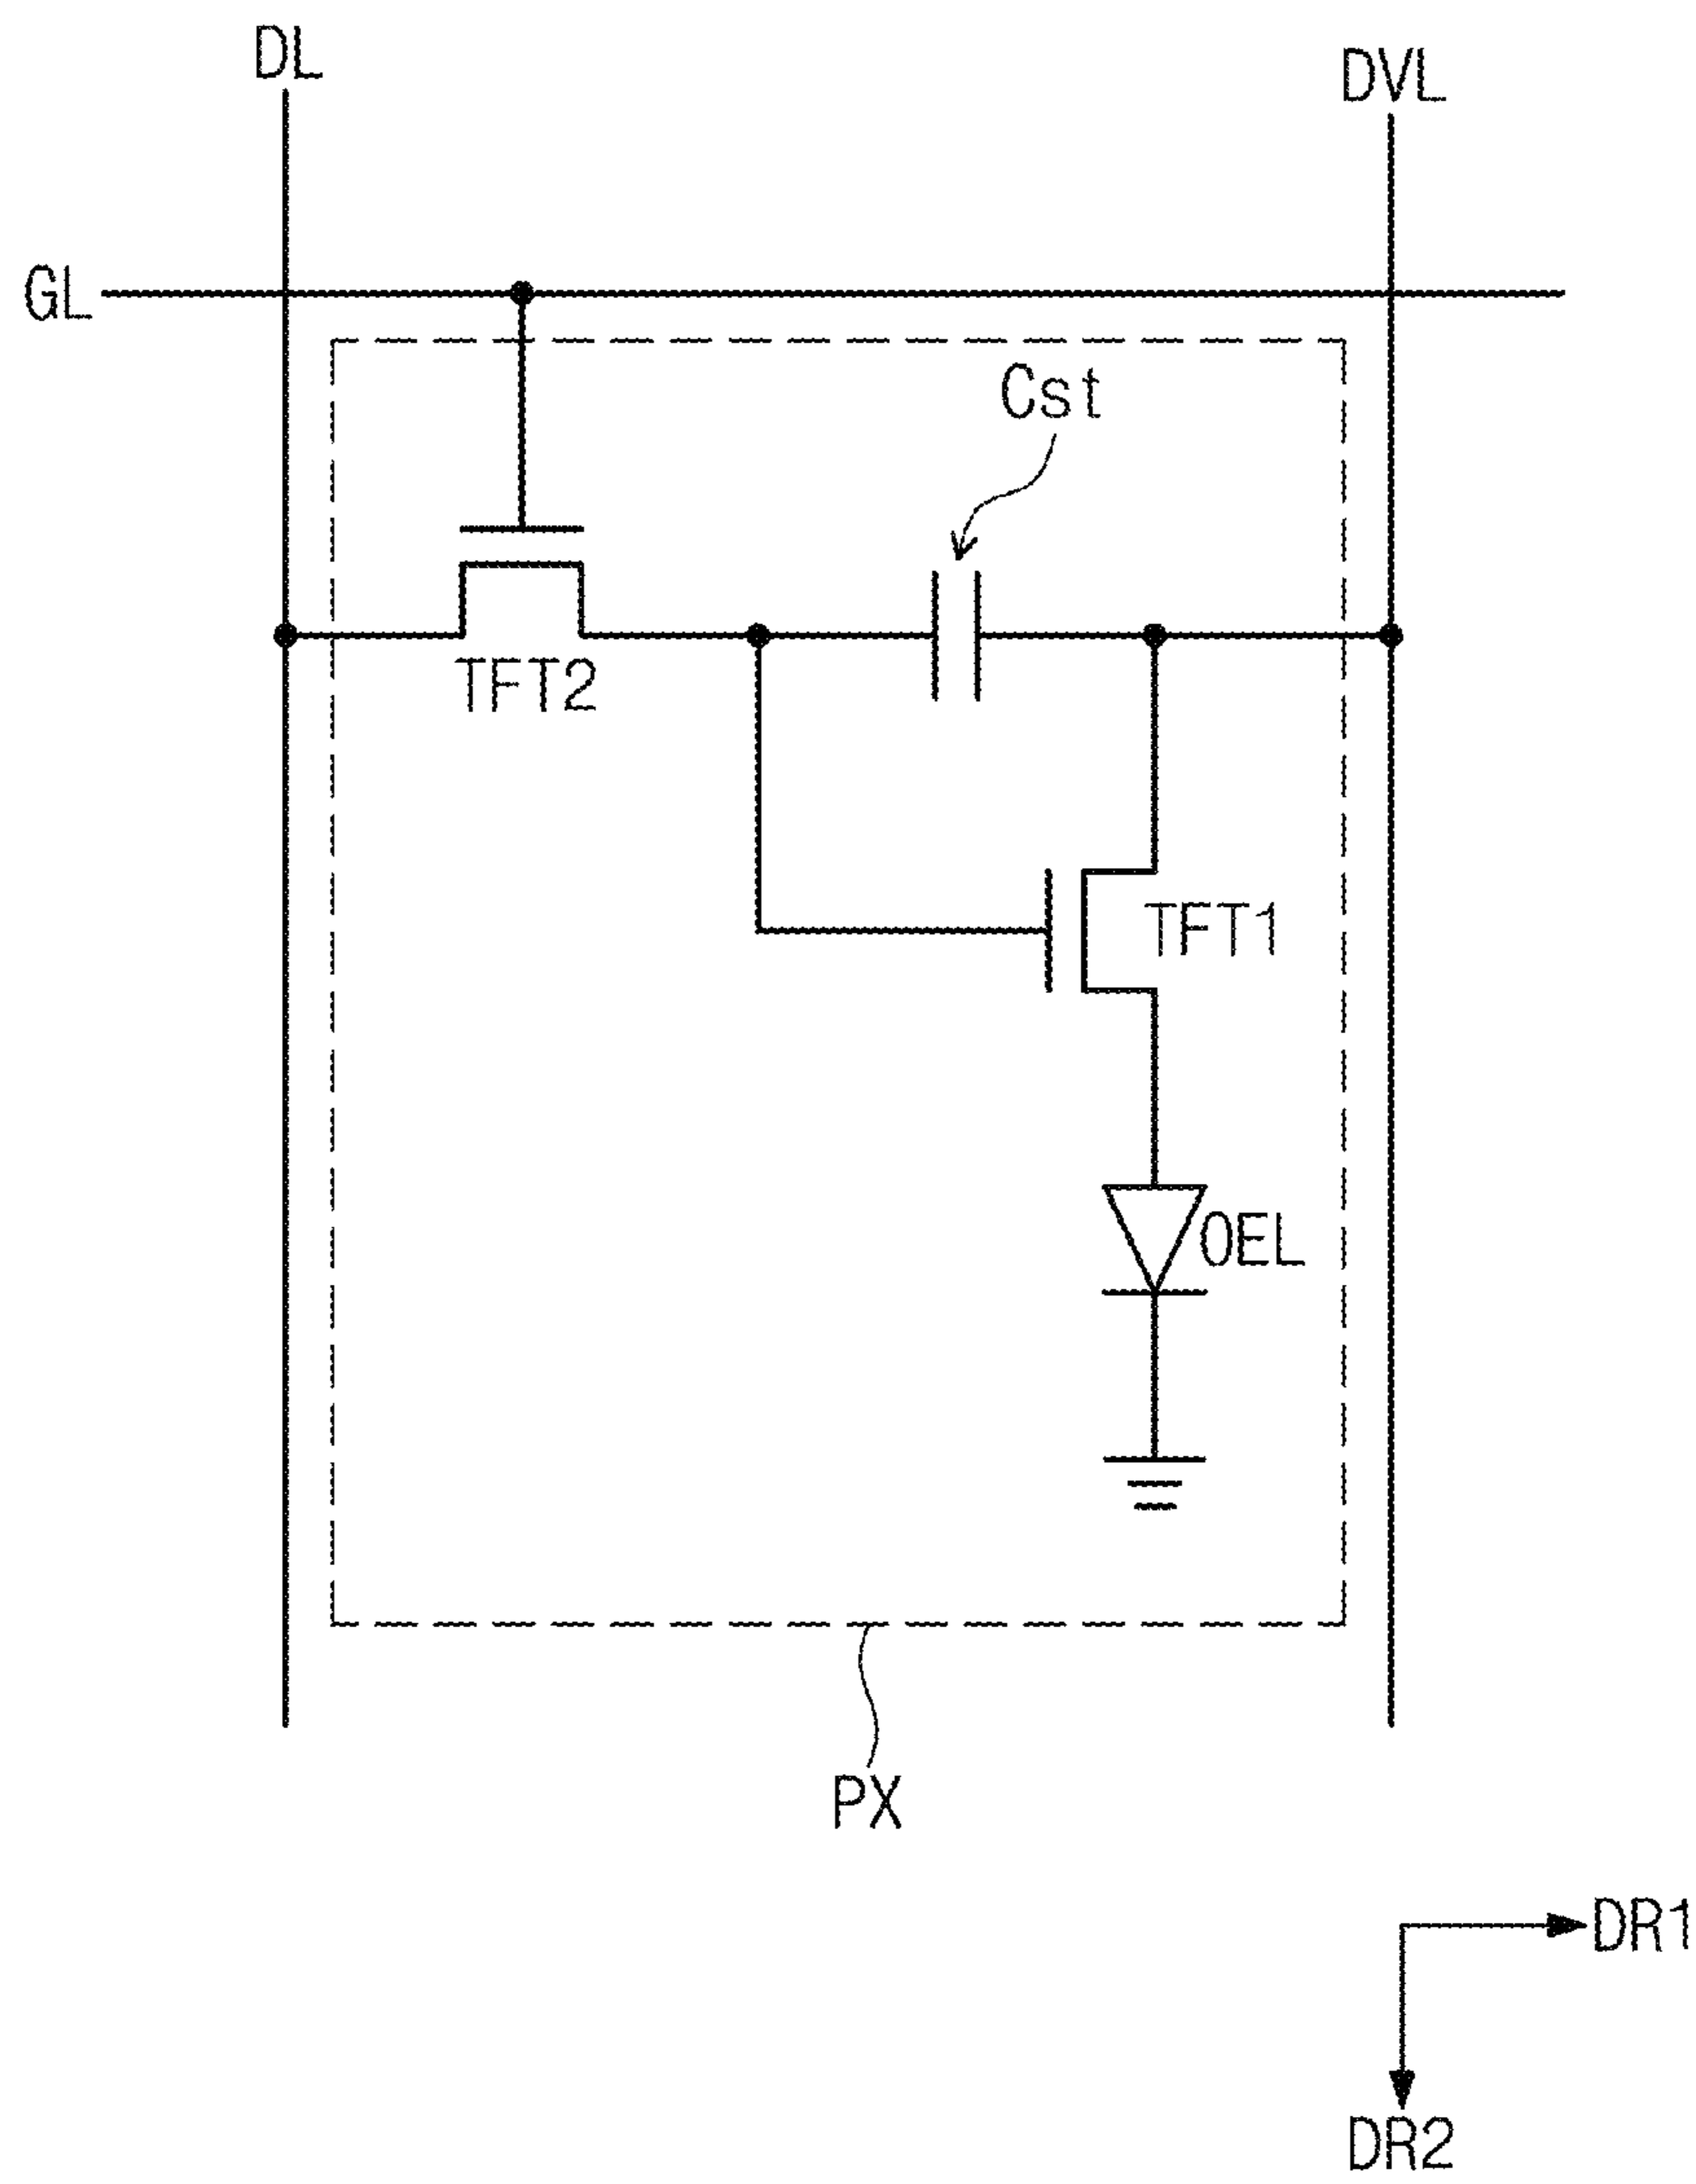 DL
DVL
GL
Cst
TFT2
TFT1
OEL
PX
DR1
DR2